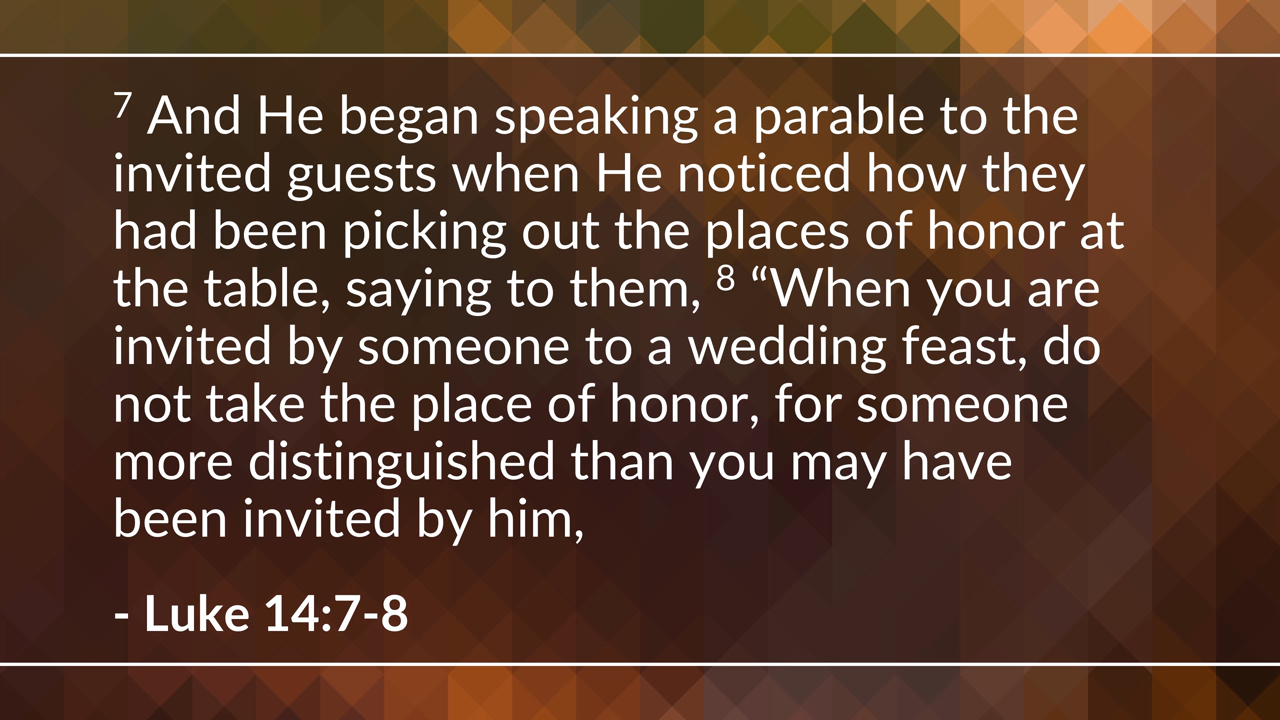 7 And He began speaking a parable to the
invited guests when He noticed how they
had been picking out the places of honor at
the table, saying to them, 8 “When you are
invited by someone to a wedding feast, do
not take the place of honor, for someone
more distinguished than you may have
been invited by him,
- Luke 14:7-8